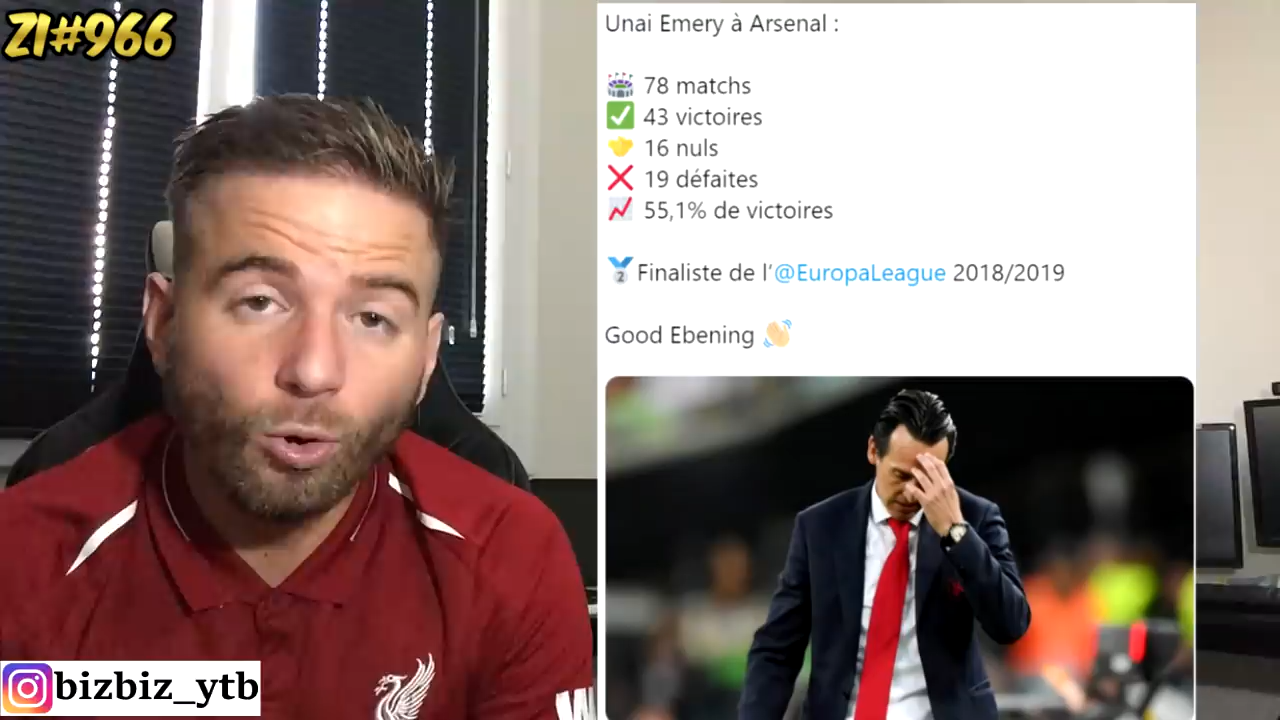 ZI#966
Unai Emery à Arsenal :
78 matchs
43 victoires
16 nuls
19 défaites
55,1% de victoires
2 Finaliste de l'@EuropaLeague 2018/2019
Good Ebening
bizbiz_ytb